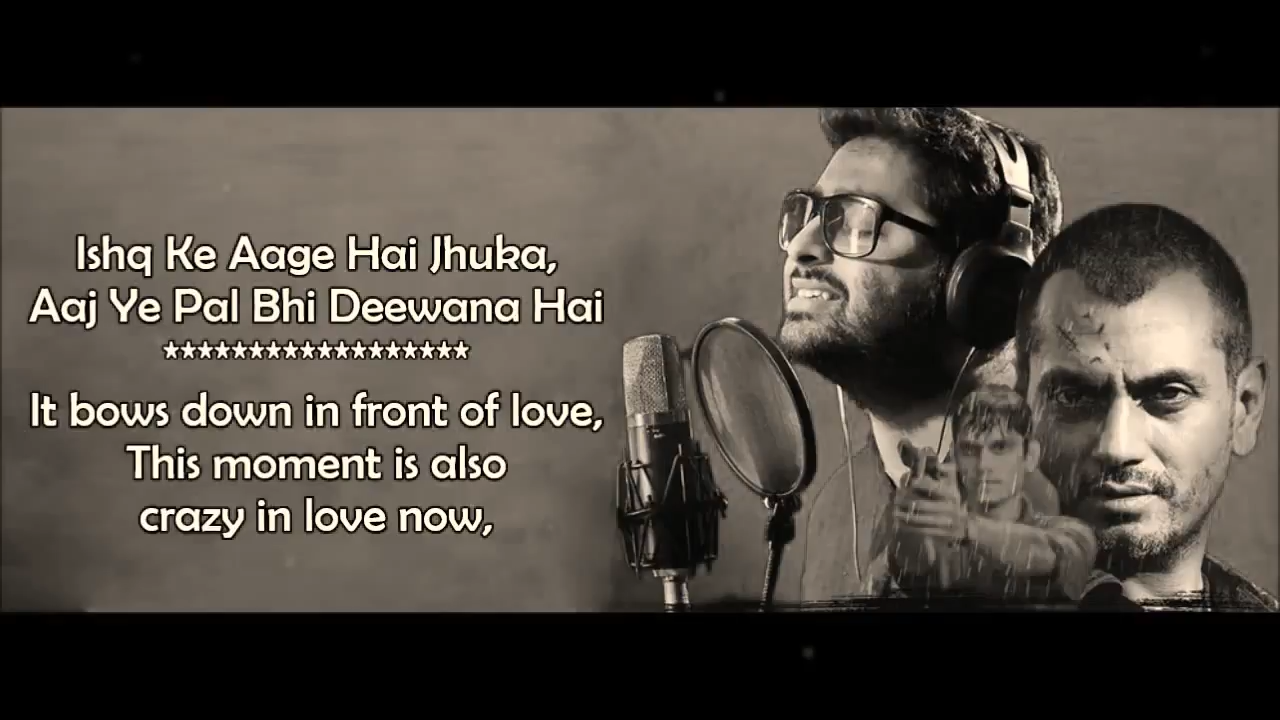 Ishq Ke Aage Hai Jhuka,
Aaj Ye Pal Bhi Deewana Hai
******************
It bows down in front of love,
This moment is also
crazy in love now,